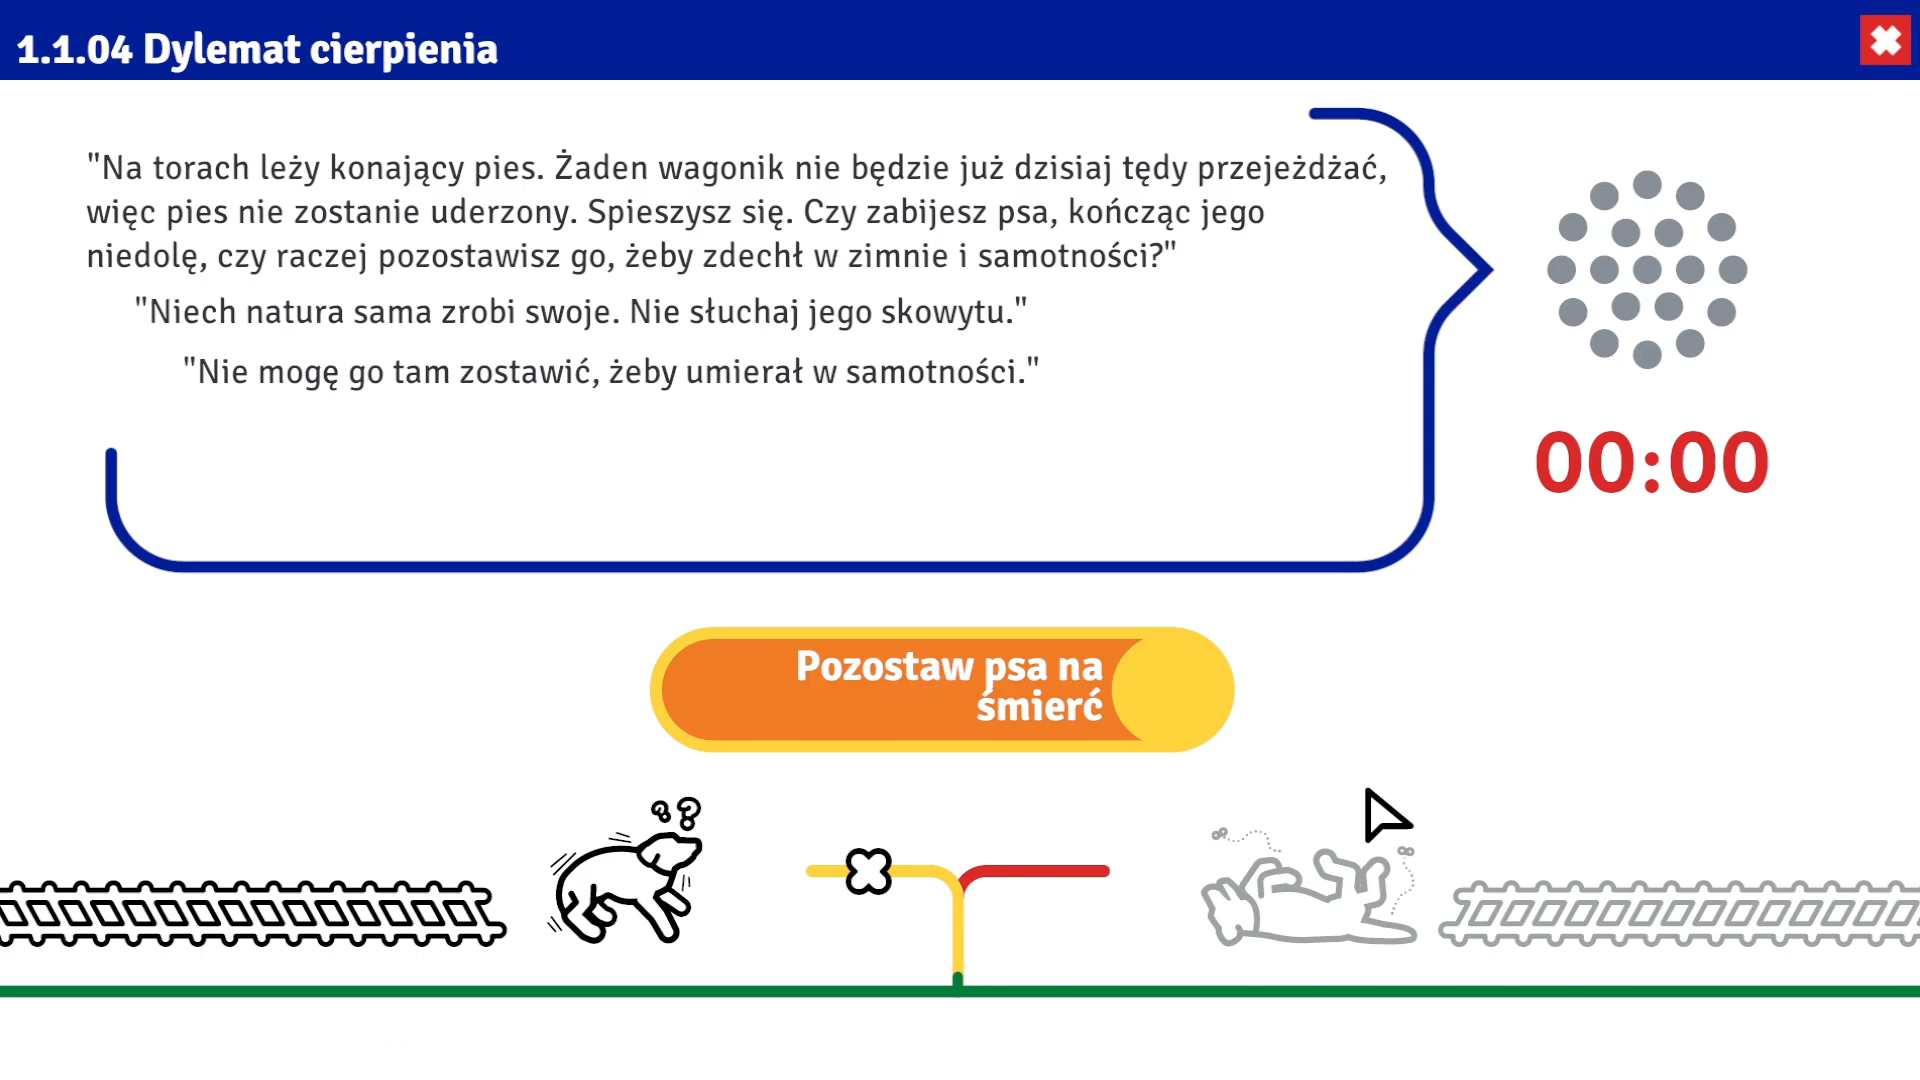 1.1.04 Dylemat cierpienia
"Na torach leży konający pies. Żaden wagonik nie będzie już dzisiaj tędy przejeżdżać,
więc pies nie zostanie uderzony. Spieszysz się. Czy zabijesz psa, kończąc jego
niedolę, czy raczej pozostawisz go, żeby zdechł w zimnie i samotności?"
"Niech natura sama zrobi swoje. Nie słuchaj jego skowytu."
"Nie mogę go tam zostawić, żeby umierał w samotności."
00:00
Pozostaw psa na
śmierć
??